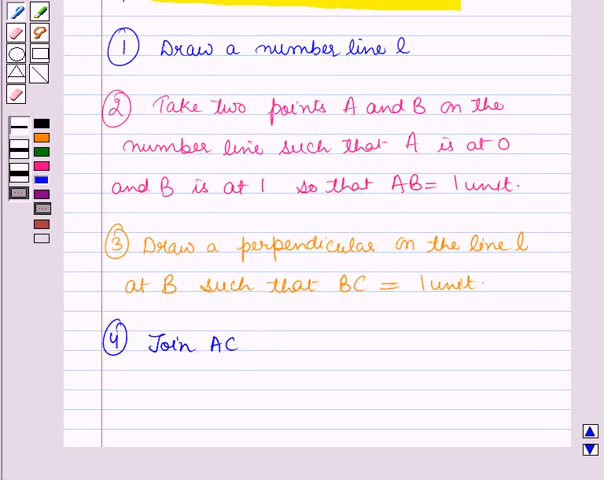 ① Draw a number line l
② Take two points A and B on the
number line such that A is at 0
and B is at 1 so that AB = 1 unit.
③ Draw a perpendicular on the line l
at B such that BC = 1 unit.
④ Join AC